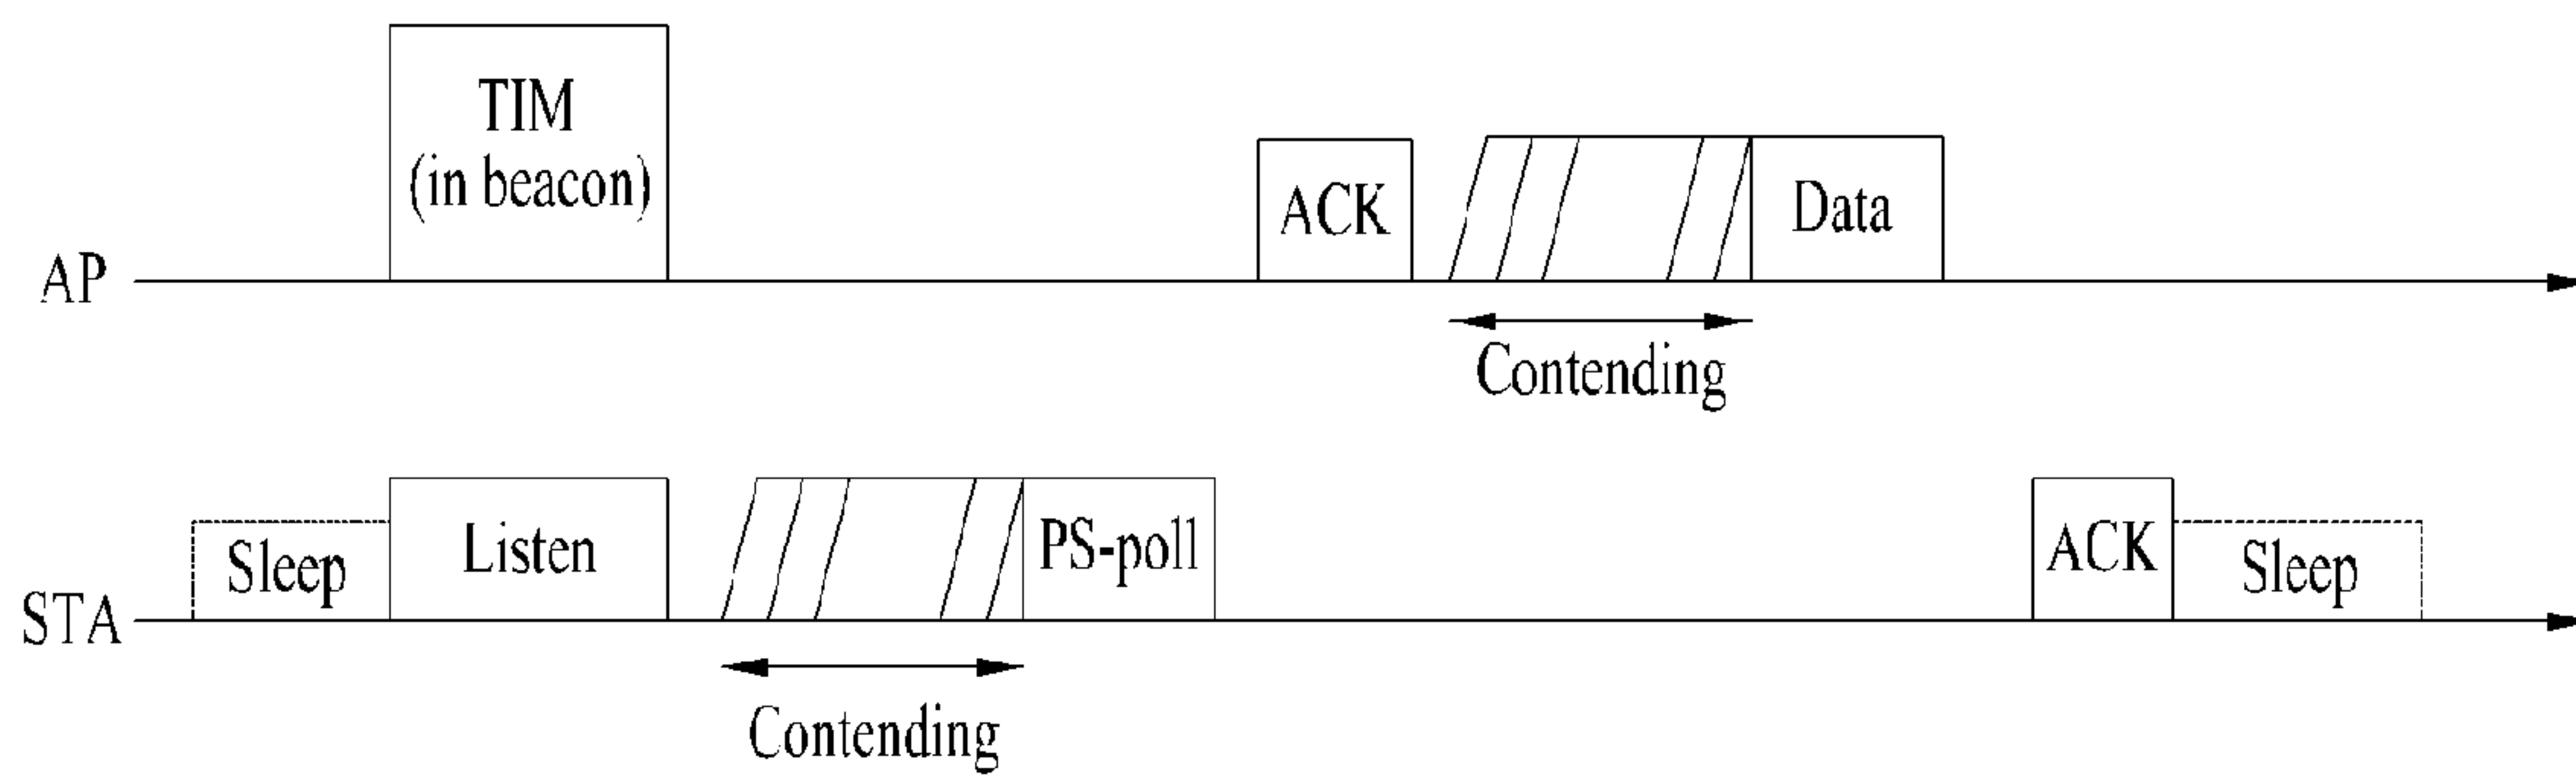 TIM
(in beacon)
AP
ACK
Data
Contending
STA
Sleep
Listen
PS-poll
ACK
Sleep
Contending